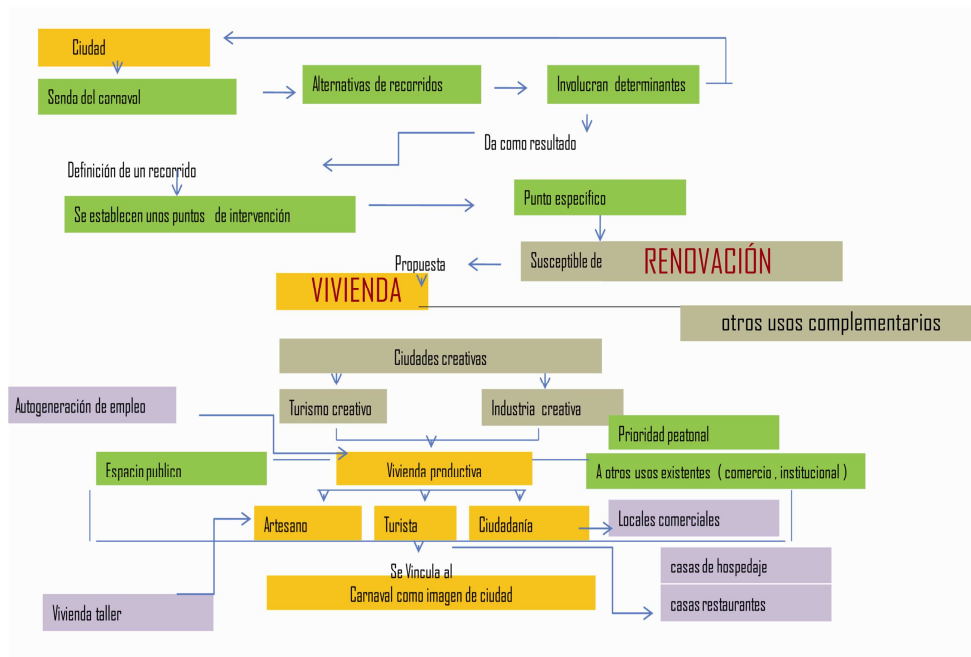 Ciudad
Senda del carnaval
Alternativas de recorridos
Involucran determinantes
Da como resultado
Definición de un recorrido
Se establecen unos puntos de intervención
Punto específico
Susceptible de RENOVACIÓN
Propuesta
VIVIENDA
otros usos complementarios
Ciudades creativas
Autogeneración de empleo
Turismo creativo
Industria creativa
Prioridad peatonal
Espacio publico
Vivienda productiva
A otros usos existentes ( comercio , institucional )
Artesano
Turista
Ciudadanía
Locales comerciales
Se Vincula al
Carnaval como imagen de ciudad
casas de hospedaje
casas restaurantes
Vivienda taller